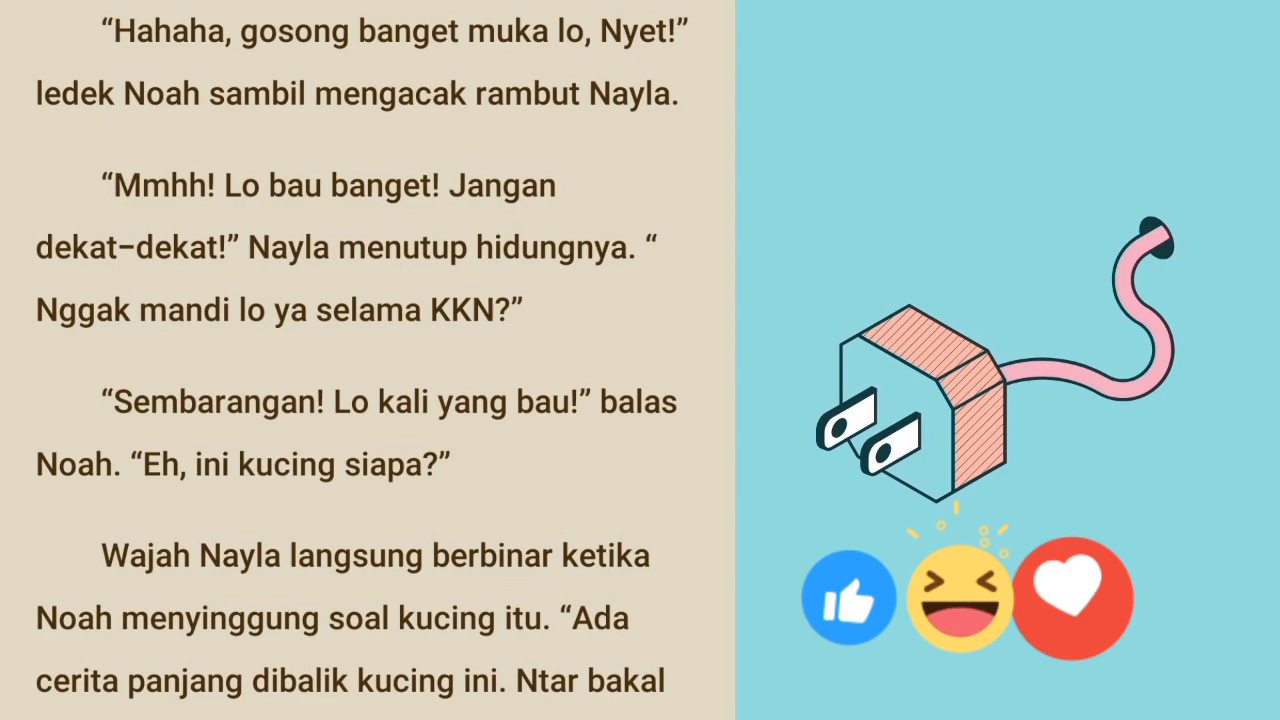 “Hahaha, gosong banget muka lo, Nyet!”
ledek Noah sambil mengacak rambut Nayla.
“Mmhh! Lo bau banget! Jangan
dekat–dekat!” Nayla menutup hidungnya. “
Nggak mandi lo ya selama KKN?”
“Sembarangan! Lo kali yang bau!” balas
Noah. “Eh, ini kucing siapa?”
Wajah Nayla langsung berbinar ketika
Noah menyinggung soal kucing itu. “Ada
cerita panjang dibalik kucing ini. Ntar bakal